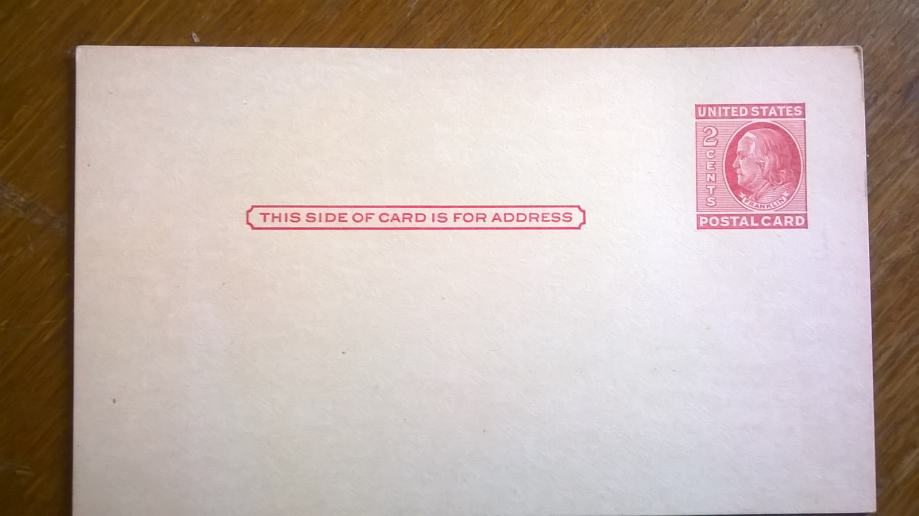 UNITED STATES
2 CENTS
FRANKLIN
POSTAL CARD
THIS SIDE OF CARD IS FOR ADDRESS